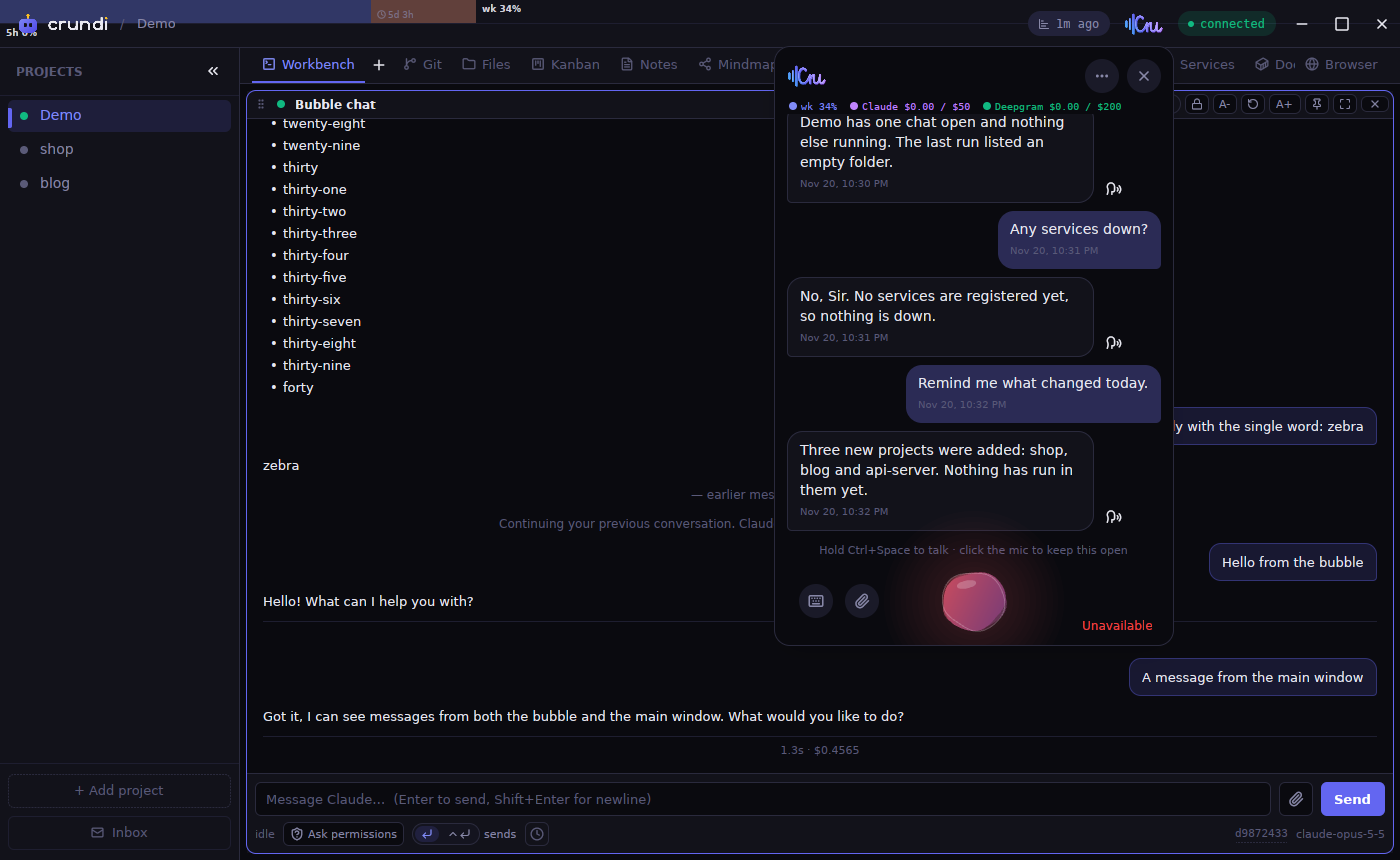 5h 0%
5d 3h
wk 34%
crundi / Demo
1m ago
Cru
connected
PROJECTS
Demo
shop
blog
+ Add project
Inbox
Workbench
Git
Files
Kanban
Notes
Mindmap
Services
Do
Browser
Bubble chat
A-
A+
• twenty-eight
• twenty-nine
• thirty
• thirty-one
• thirty-two
• thirty-three
• thirty-four
• thirty-five
• thirty-six
• thirty-seven
• thirty-eight
• thirty-nine
• forty
y with the single word: zebra
zebra
— earlier mes
Continuing your previous conversation. Claud
Hello from the bubble
Hello! What can I help you with?
A message from the main window
Got it, I can see messages from both the bubble and the main window. What would you like to do?
1.3s · $0.4565
Message Claude... (Enter to send, Shift+Enter for newline)
Send
idle
Ask permissions
sends
d9872433
claude-opus-5-5
Cru
wk 34%
Claude $0.00 / $50
Deepgram $0.00 / $200
Demo has one chat open and nothing
else running. The last run listed an
empty folder.
Nov 20, 10:30 PM
Any services down?
Nov 20, 10:31 PM
No, Sir. No services are registered yet,
so nothing is down.
Nov 20, 10:31 PM
Remind me what changed today.
Nov 20, 10:32 PM
Three new projects were added: shop,
blog and api-server. Nothing has run in
them yet.
Nov 20, 10:32 PM
Hold Ctrl+Space to talk · click the mic to keep this open
Unavailable